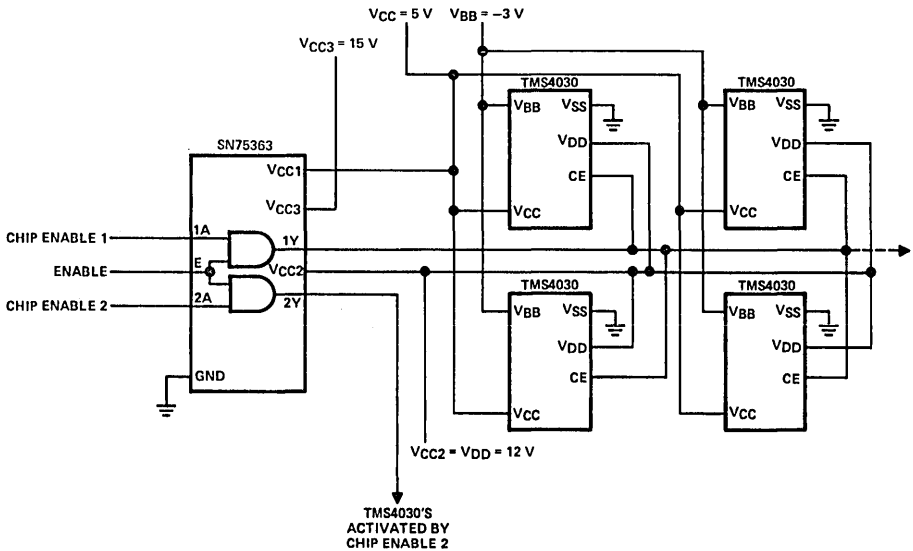 VCC = 5 V
VBB = –3 V
VCC3 = 15 V
SN75363
VCC1
VCC3
CHIP ENABLE 1
1A
1Y
ENABLE
E
VCC2
CHIP ENABLE 2
2A
2Y
GND
TMS4030
VBB
VSS
VDD
CE
VCC
TMS4030
VBB
VSS
VDD
CE
VCC
TMS4030
VBB
VSS
VDD
CE
VCC
TMS4030
VBB
VSS
VDD
CE
VCC
VCC2 = VDD = 12 V
TMS4030'S
ACTIVATED BY
CHIP ENABLE 2